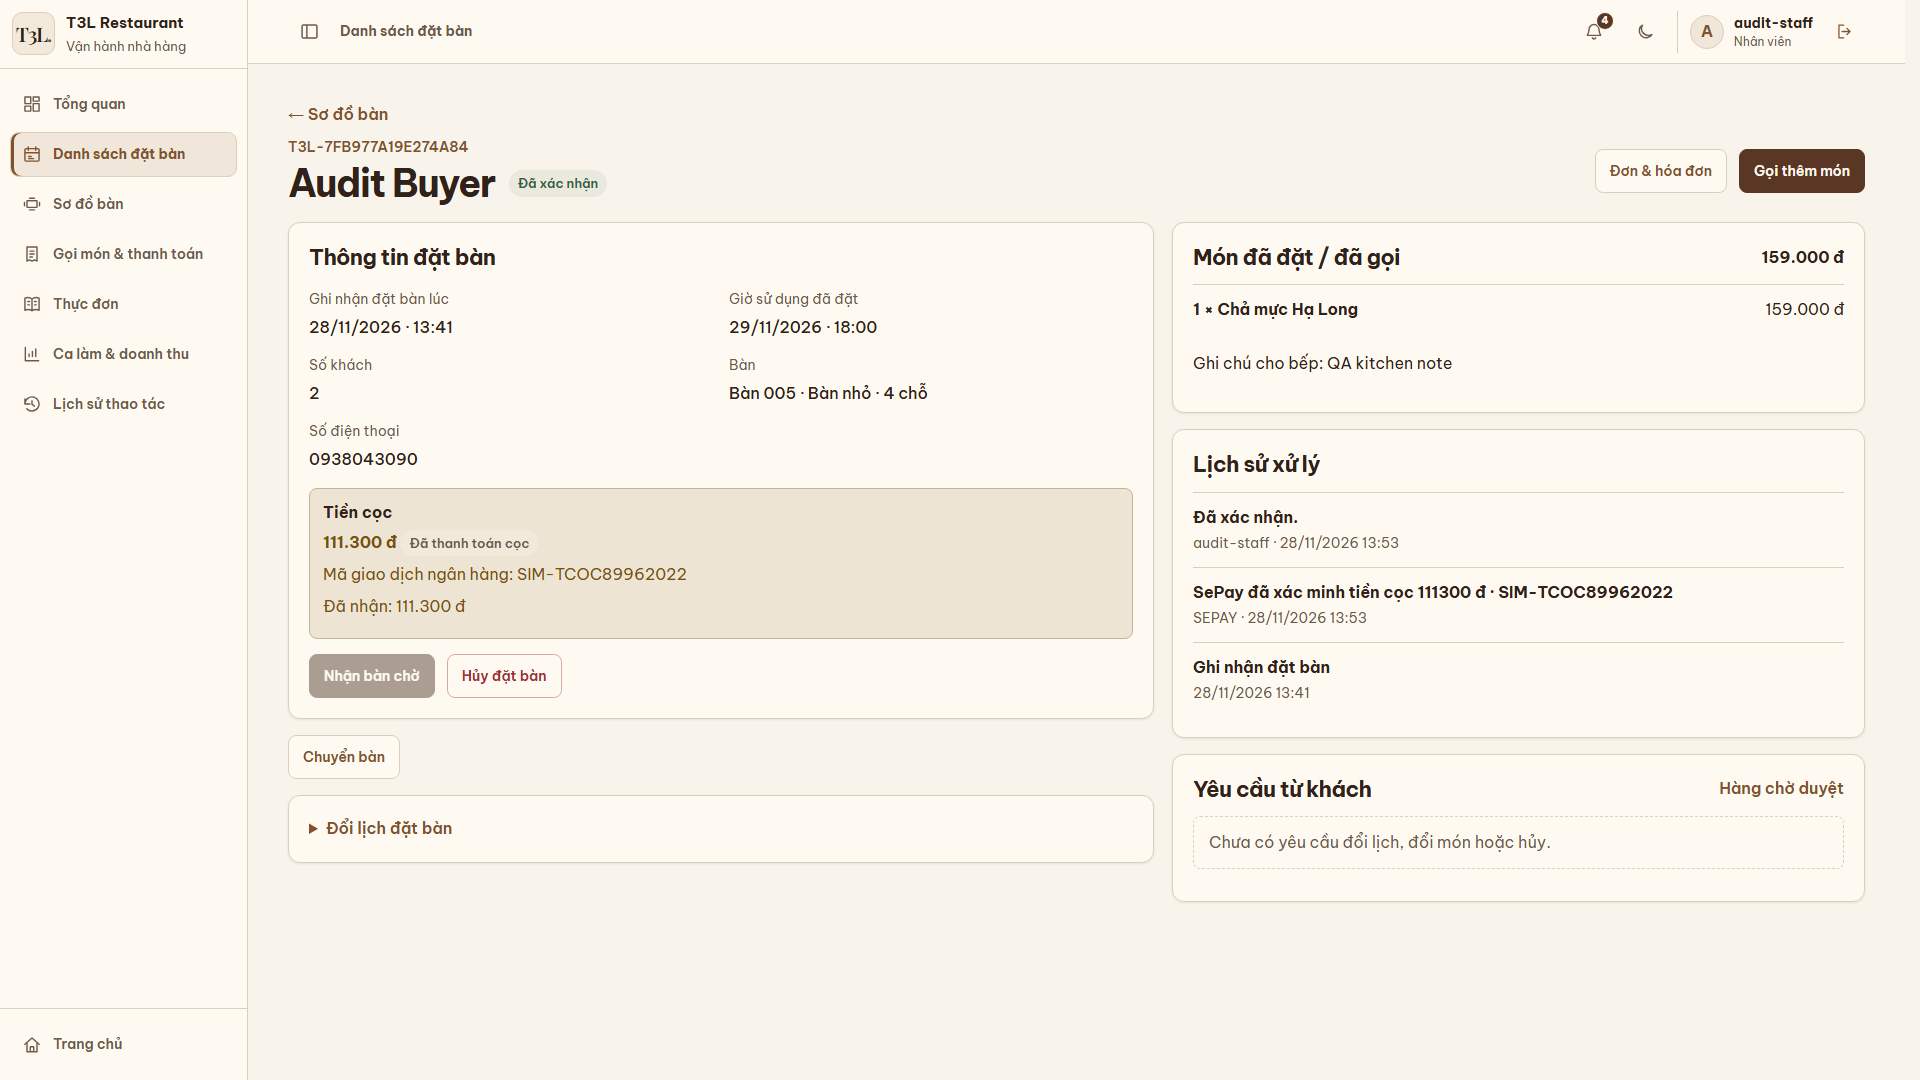 T3L
T3L Restaurant
Vận hành nhà hàng
Tổng quan
Danh sách đặt bàn
Sơ đồ bàn
Gọi món & thanh toán
Thực đơn
Ca làm & doanh thu
Lịch sử thao tác
Trang chủ
Danh sách đặt bàn
4
A
audit-staff
Nhân viên
← Sơ đồ bàn
T3L-7FB977A19E274A84
Audit Buyer
Đã xác nhận
Đơn & hóa đơn
Gọi thêm món
Thông tin đặt bàn
Ghi nhận đặt bàn lúc
28/11/2026 · 13:41
Giờ sử dụng đã đặt
29/11/2026 · 18:00
Số khách
2
Bàn
Bàn 005 · Bàn nhỏ · 4 chỗ
Số điện thoại
0938043090
Tiền cọc
111.300 đ Đã thanh toán cọc
Mã giao dịch ngân hàng: SIM-TCOC89962022
Đã nhận: 111.300 đ
Nhận bàn chờ
Hủy đặt bàn
Chuyển bàn
▶ Đổi lịch đặt bàn
Món đã đặt / đã gọi
159.000 đ
1 × Chả mực Hạ Long
159.000 đ
Ghi chú cho bếp: QA kitchen note
Lịch sử xử lý
Đã xác nhận.
audit-staff · 28/11/2026 13:53
SePay đã xác minh tiền cọc 111300 đ · SIM-TCOC89962022
SEPAY · 28/11/2026 13:53
Ghi nhận đặt bàn
28/11/2026 13:41
Yêu cầu từ khách
Hàng chờ duyệt
Chưa có yêu cầu đổi lịch, đổi món hoặc hủy.